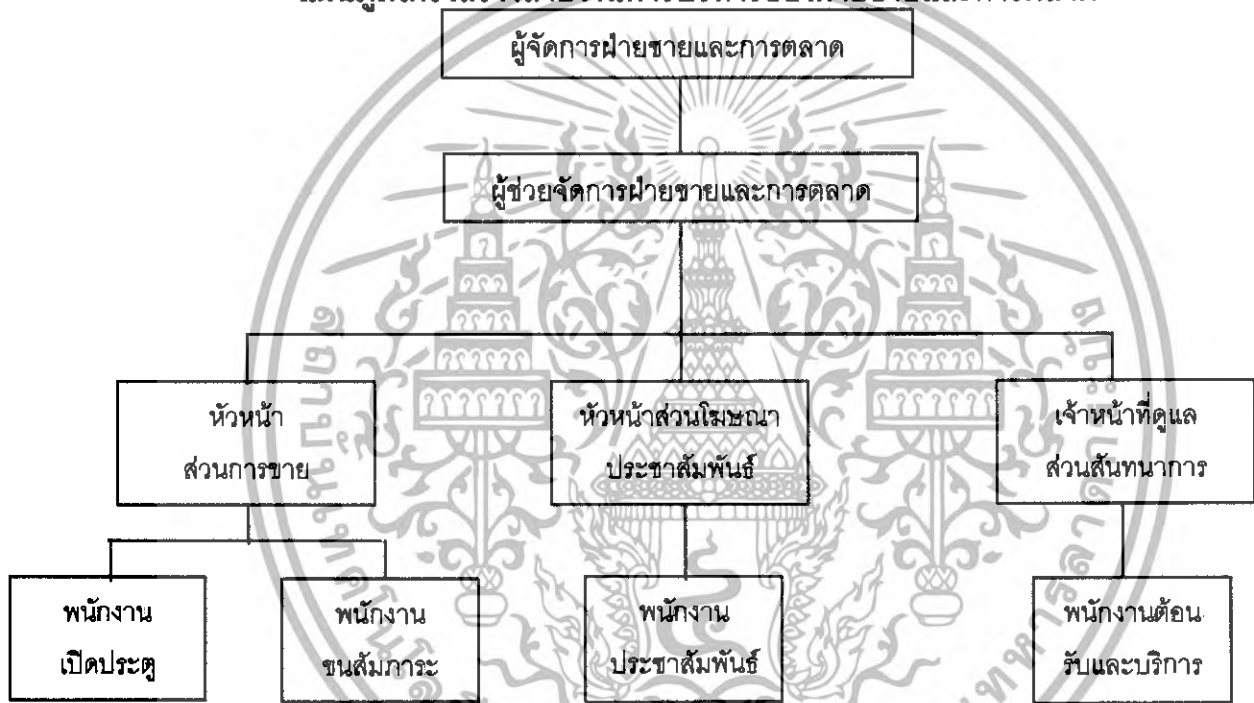 ผู้จัดการฝ่ายขายและการตลาด
ผู้ช่วยจัดการฝ่ายขายและการตลาด
หัวหน้า
ส่วนการขาย
หัวหน้าส่วนโฆษณา
ประชาสัมพันธ์
เจ้าหน้าที่ดูแล
ส่วนสันทนาการ
พนักงาน
เปิดประตู
พนักงาน
ขนสัมภาระ
พนักงาน
ประชาสัมพันธ์
พนักงานต้อน
รับและบริการ